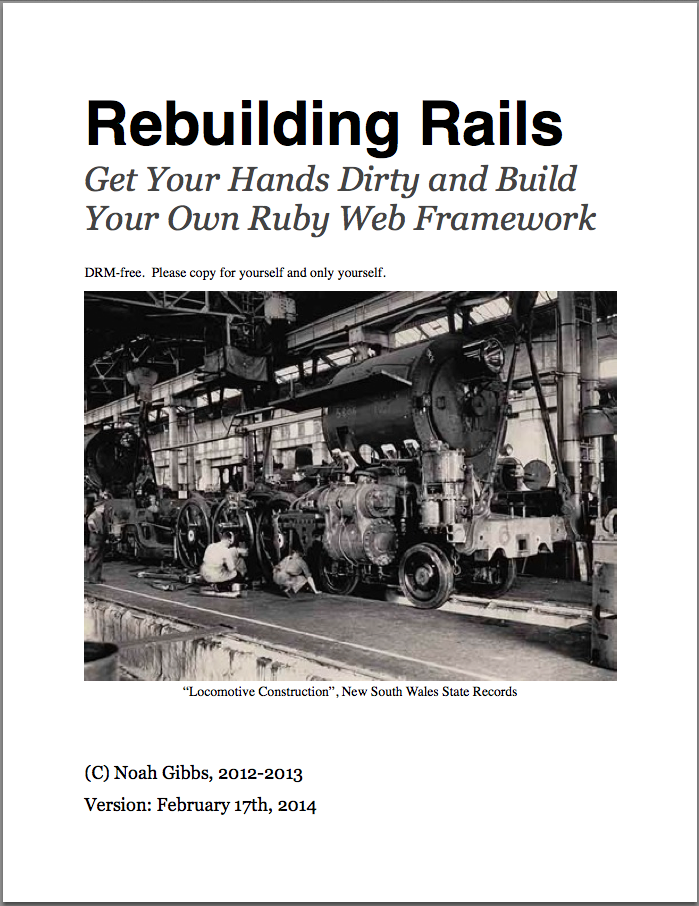 Rebuilding Rails
Get Your Hands Dirty and Build
Your Own Ruby Web Framework
DRM-free.  Please copy for yourself and only yourself.
“Locomotive Construction”, New South Wales State Records
(C) Noah Gibbs, 2012-2013
Version: February 17th, 2014